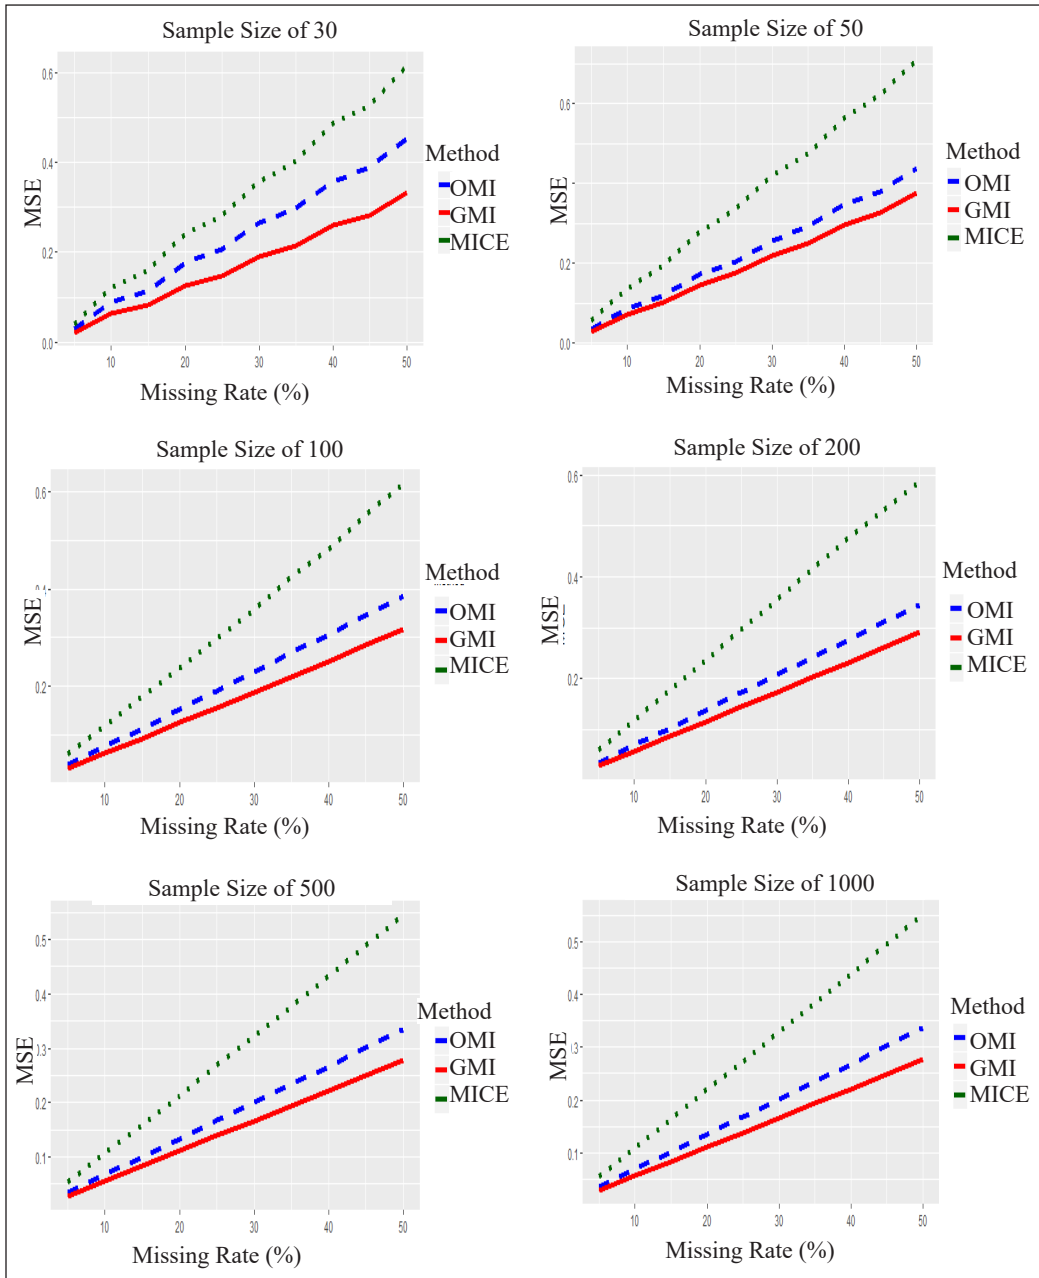 Sample Size of 30
0.6
0.4
0.2
0.0
MSE
10 20 30 40 50
Missing Rate (%)
Method
OMI
GMI
MICE
Sample Size of 50
0.6
0.2
0.0
MSE
10 20 30 40 50
Missing Rate (%)
Method
OMI
GMI
MICE
Sample Size of 100
0.6
0.2
MSE
10 20 30 40 50
Missing Rate (%)
Method
OMI
GMI
MICE
Sample Size of 200
0.6
0.4
0.2
MSE
10 20 30 40 50
Missing Rate (%)
Method
OMI
GMI
MICE
Sample Size of 500
0.5
0.4
0.2
0.1
MSE
10 20 30 40 50
Missing Rate (%)
Method
OMI
GMI
MICE
Sample Size of 1000
0.5
0.4
0.2
0.1
MSE
10 20 30 40 50
Missing Rate (%)
Method
OMI
GMI
MICE